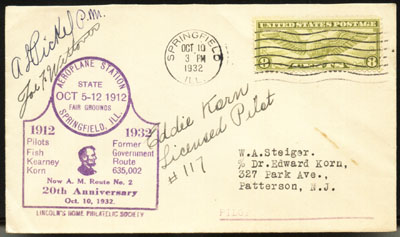 A Nickel P.M.
Joe B
SPRINGFIELD
OCT 10
3 PM
1932
ILL.
UNITED STATES POSTAGE
8 8
AEROPLANE STATION
STATE
OCT 5-12 1912
FAIR GROUNDS
SPRINGFIELD, ILL.
1912 1932
Pilots Former
Fish Government
Kearney Route
Korn 635,002
Now A. M. Route No. 2
20th Anniversary
Oct. 10, 1932.
LINCOLN'S HOME PHILATELIC SOCIETY
Eddie Korn
Licensed Pilot
# 117
W.A.Steiger.
% Dr.Edward Korn,
327 Park Ave.,
Patterson, N.J.